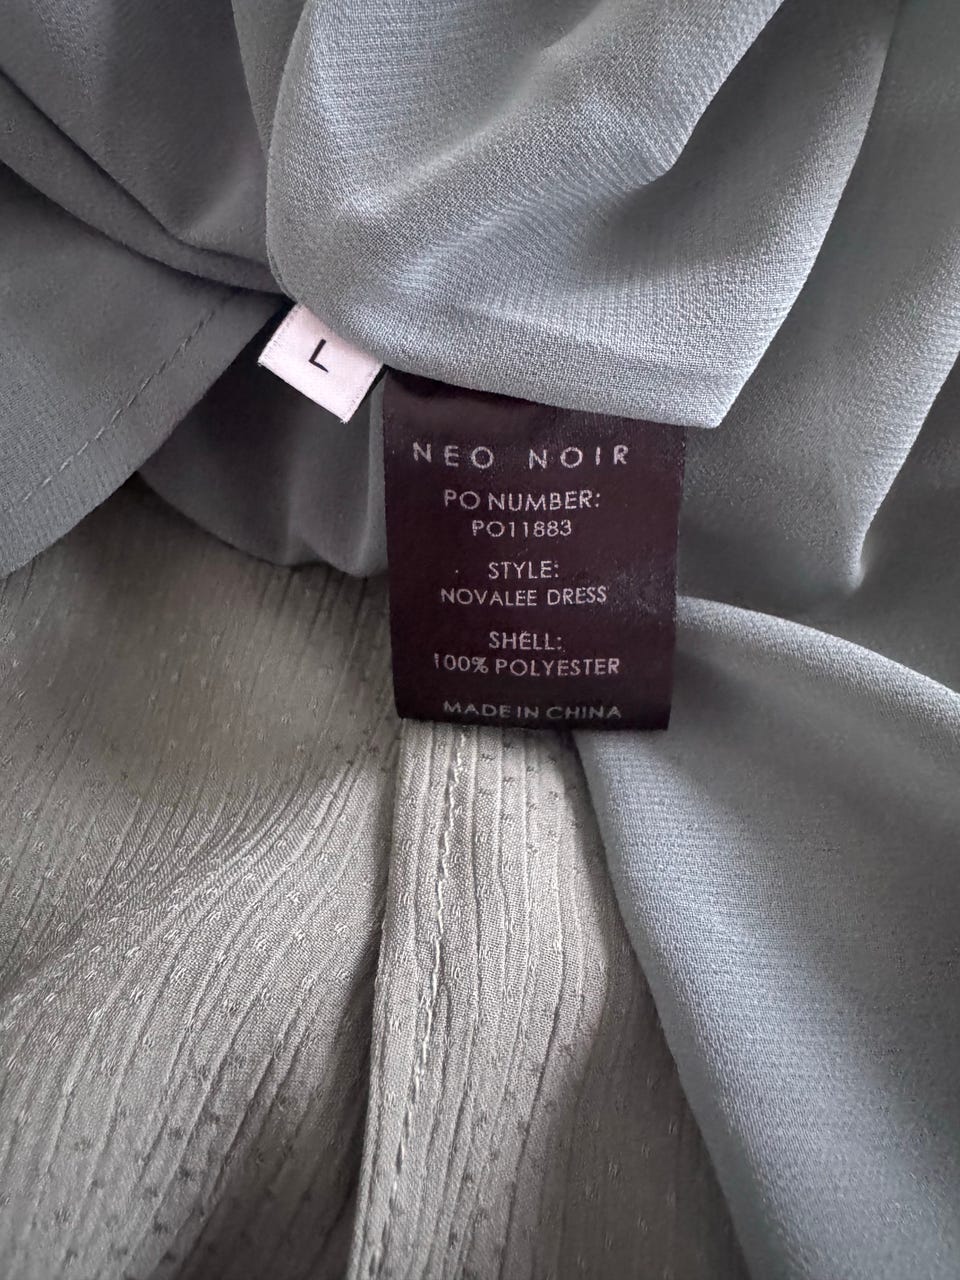 L
NEO NOIR
PO NUMBER:
PO11883
STYLE:
NOVALEE DRESS
SHELL:
100% POLYESTER
MADE IN CHINA